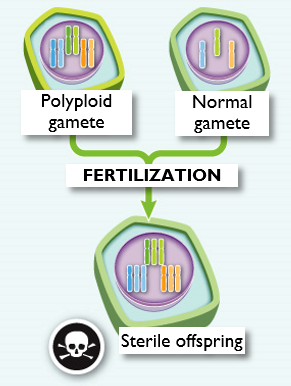 Polyploid
gamete
Normal
gamete
FERTILIZATION
Sterile offspring